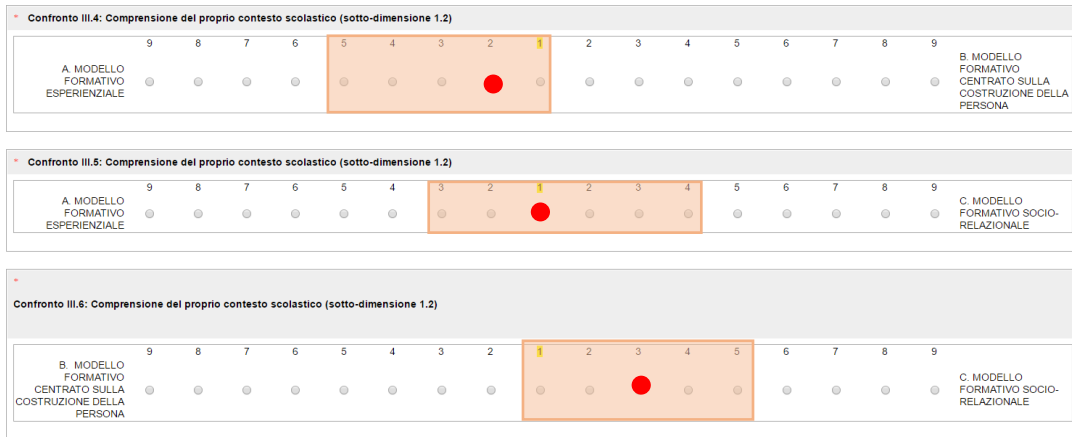 * Confronto III.4: Comprensione del proprio contesto scolastico (sotto-dimensione 1.2)
9 8 7 6 5 4 3 2 1 2 3 4 5 6 7 8 9
A. MODELLO
FORMATIVO
ESPERIENZIALE
B. MODELLO
FORMATIVO
CENTRATO SULLA
COSTRUZIONE DELLA
PERSONA
* Confronto III.5: Comprensione del proprio contesto scolastico (sotto-dimensione 1.2)
9 8 7 6 5 4 3 2 1 2 3 4 5 6 7 8 9
A. MODELLO
FORMATIVO
ESPERIENZIALE
C. MODELLO
FORMATIVO SOCIO-
RELAZIONALE
*
Confronto III.6: Comprensione del proprio contesto scolastico (sotto-dimensione 1.2)
9 8 7 6 5 4 3 2 1 2 3 4 5 6 7 8 9
B. MODELLO
FORMATIVO
CENTRATO SULLA
COSTRUZIONE DELLA
PERSONA
C. MODELLO
FORMATIVO SOCIO-
RELAZIONALE